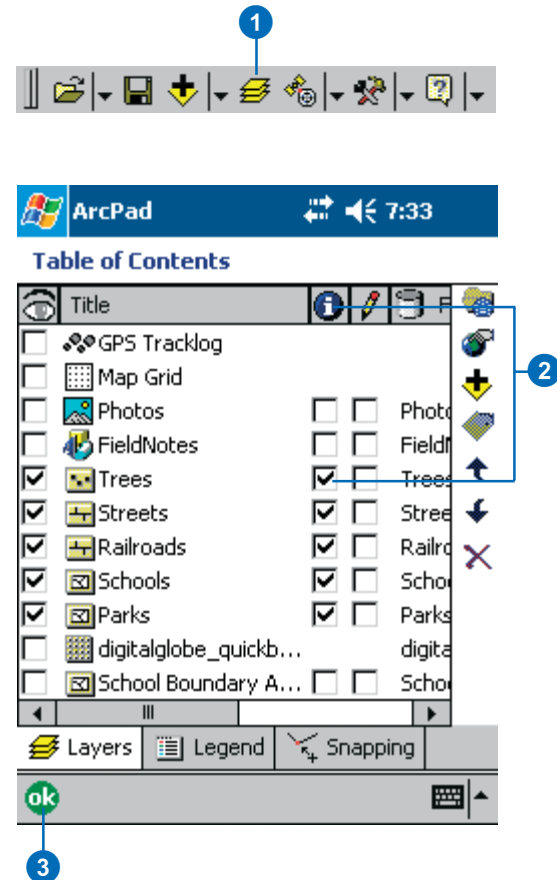 1
ArcPad 7:33
Table of Contents
Title F
GPS Tracklog
Map Grid
Photos Photo
FieldNotes Field
2
Trees Trees
Streets Stree
Railroads Railro
Schools Schoo
Parks Parks
digitalglobe_quickb... digita
School Boundary A... Schoo
Layers Legend Snapping
ok
3